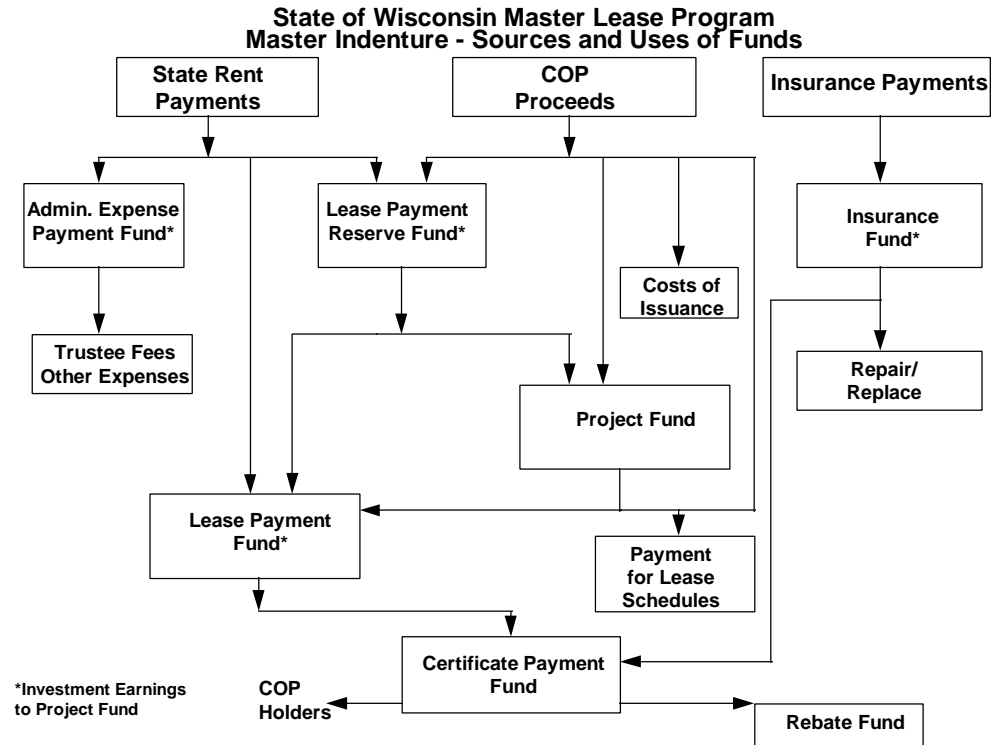 State of Wisconsin Master Lease Program
Master Indenture - Sources and Uses of Funds
State Rent
Payments
COP
Proceeds
Insurance Payments
Admin. Expense
Payment Fund*
Lease Payment
Reserve Fund*
Insurance
Fund*
Costs of
Issuance
Trustee Fees
Other Expenses
Repair/
Replace
Project Fund
Lease Payment
Fund*
Payment
for Lease
Schedules
Certificate Payment
Fund
*Investment Earnings
to Project Fund
COP
Holders
Rebate Fund